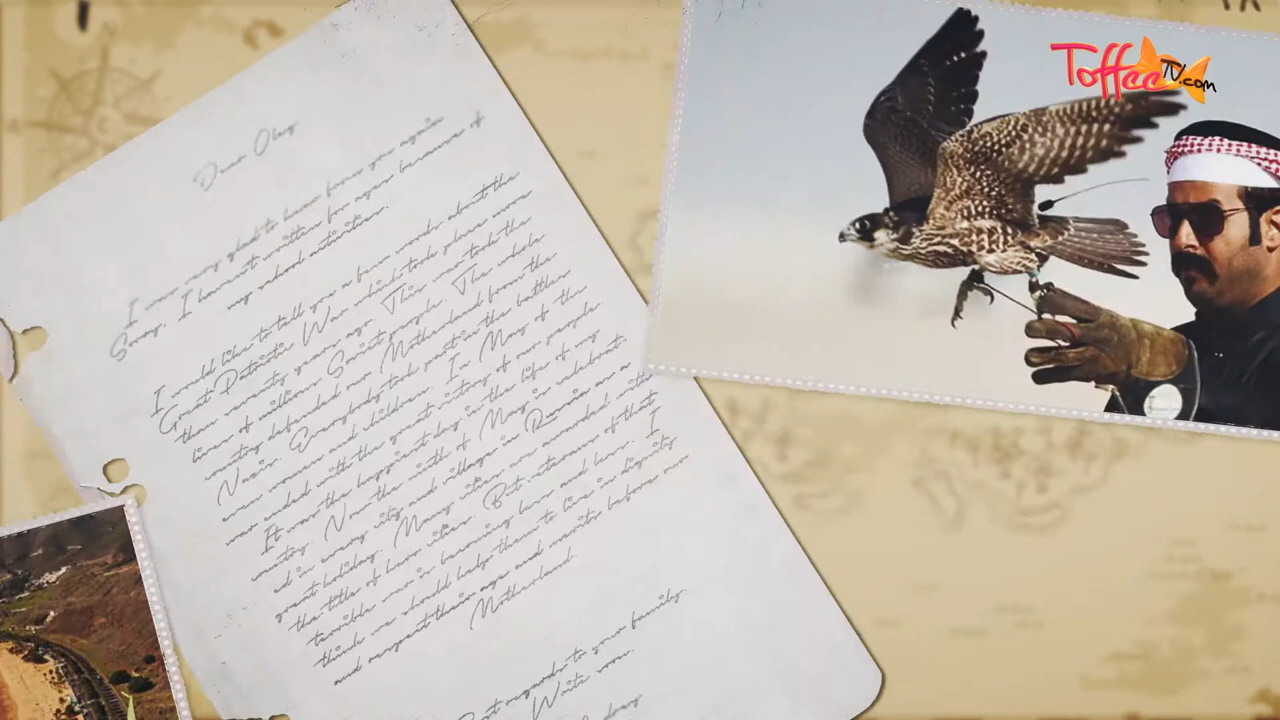 ToffeeTV.com
Dear Oleg
I was very glad to hear from you again
Sorry, I haven't written for ages because of
my school activities.
I would like to tell you a few words about the
Great Patriotic War which took place more
than seventy years ago. This war took the
lives of million Soviet people. The whole
country defended our Motherland from the
Nazis. Everybody took part in the battles
even women and children. In May of the
war ended with the great victory of our people
It was the happiest day in the life of my
country. Now the ninth of May is celebrat-
ed in every city and village in Russia as a
great holiday. Many cities are awarded with
the title of hero cities. But veterans of that
terrible war is becoming less and less. I
think we should help them to live in dignity
and respect their age and merits before our
Motherland.
Best regards to your family.
Write soon.